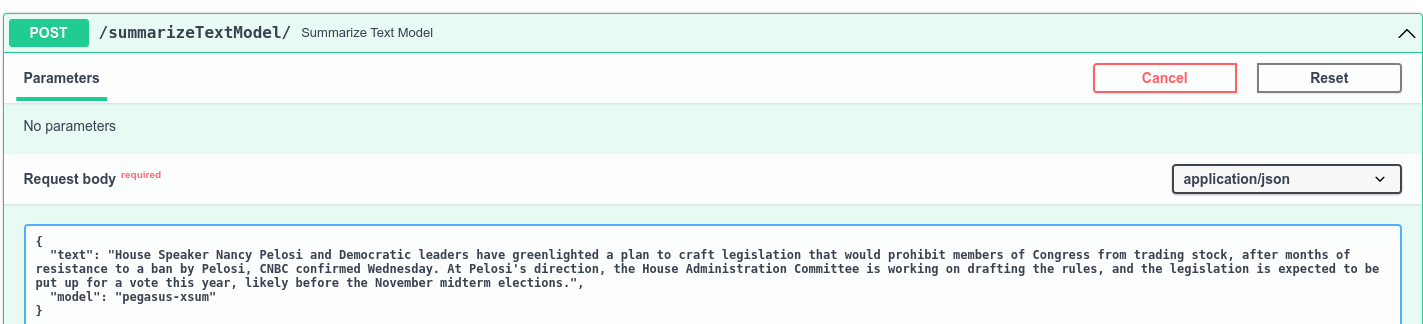 POST /summarizeTextModel/ Summarize Text Model
Parameters Cancel Reset
No parameters
Request body required application/json
{
"text": "House Speaker Nancy Pelosi and Democratic leaders have greenlighted a plan to craft legislation that would prohibit members of Congress from trading stock, after months of
resistance to a ban by Pelosi, CNBC confirmed Wednesday. At Pelosi's direction, the House Administration Committee is working on drafting the rules, and the legislation is expected to be
put up for a vote this year, likely before the November midterm elections.",
"model": "pegasus-xsum"
}